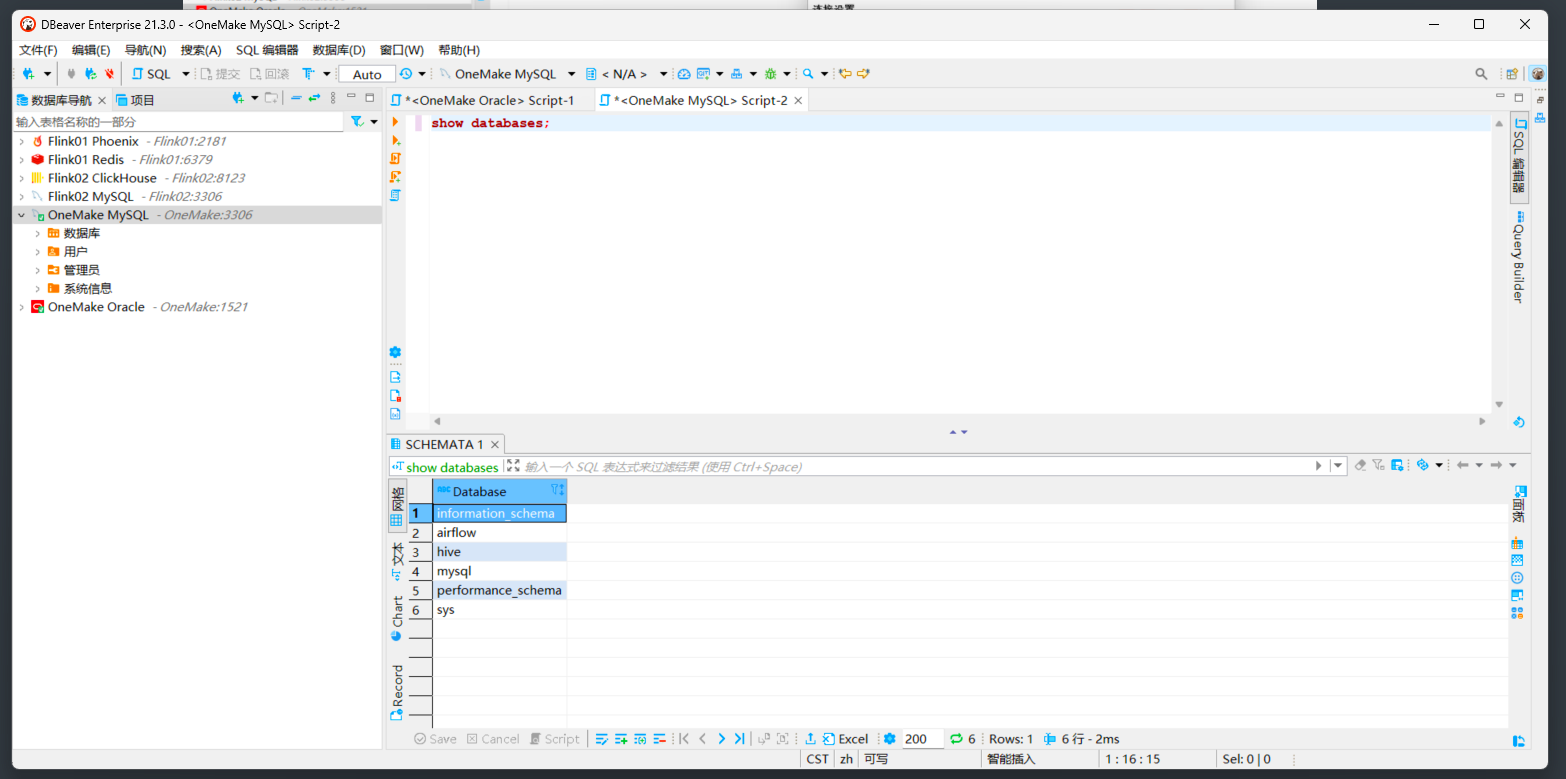 DBeaver Enterprise 21.3.0 - <OneMake MySQL> Script-2
文件(F) 编辑(E) 导航(N) 搜索(A) SQL 编辑器 数据库(D) 窗口(W) 帮助(H)
SQL 提交 回滚 Auto OneMake MySQL < N/A >
数据库导航 项目
*<OneMake Oracle> Script-1 *<OneMake MySQL> Script-2
输入表格名称的一部分
Flink01 Phoenix - Flink01:2181
Flink01 Redis - Flink01:6379
Flink02 ClickHouse - Flink02:8123
Flink02 MySQL - Flink02:3306
OneMake MySQL - OneMake:3306
数据库
用户
管理员
系统信息
OneMake Oracle - OneMake:1521
show databases;
SQL 编辑器
Query Builder
SCHEMATA 1
show databases 输入一个 SQL 表达式来过滤结果 (使用 Ctrl+Space)
网格
文本
Chart
Record
Database
1 information_schema
2 airflow
3 hive
4 mysql
5 performance_schema
6 sys
面板
Save Cancel Script Excel 200 6 Rows: 1 6 行 - 2ms
CST zh 可写 智能插入 1 : 16 : 15 Sel: 0 | 0